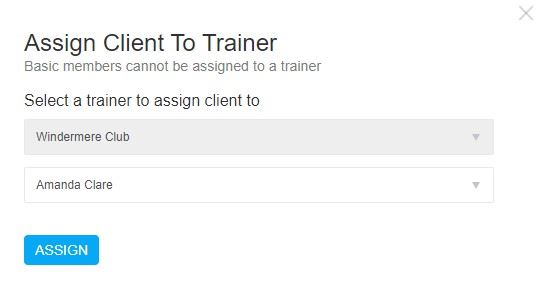 Assign Client To Trainer
Basic members cannot be assigned to a trainer
Select a trainer to assign client to
Windermere Club
Amanda Clare
ASSIGN